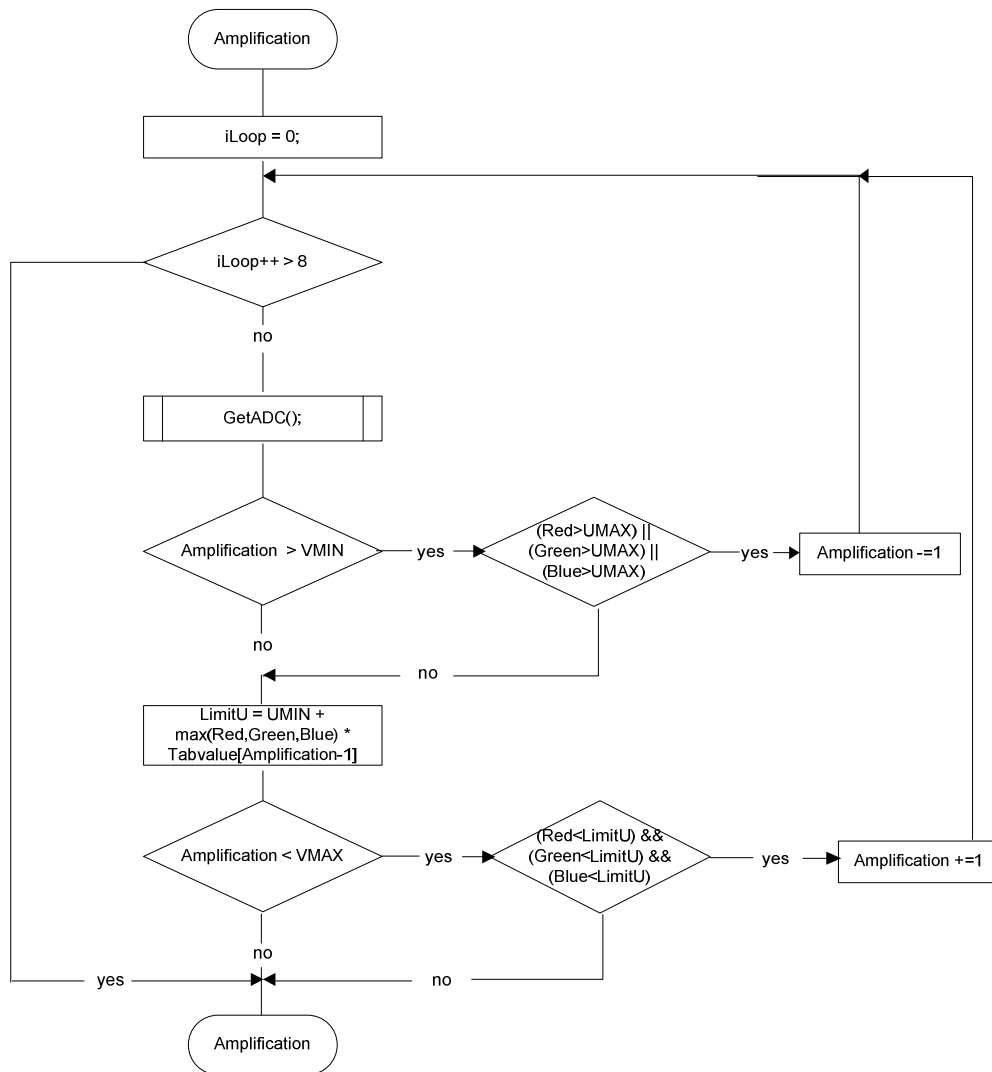 Amplification
iLoop = 0;
iLoop++ > 8
no
GetADC();
Amplification > VMIN
yes
(Red>UMAX) ||
(Green>UMAX) ||
(Blue>UMAX)
yes
Amplification -=1
no
no
LimitU = UMIN +
max(Red,Green,Blue) *
Tabvalue[Amplification-1]
Amplification < VMAX
yes
(Red<LimitU) &&
(Green<LimitU) &&
(Blue<LimitU)
yes
Amplification +=1
no
yes
no
Amplification